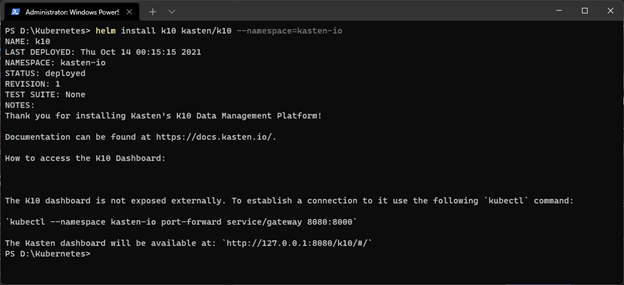 Administrator: Windows PowerS
PS D:\Kubernetes> helm install k10 kasten/k10 --namespace=kasten-io
NAME: k10
LAST DEPLOYED: Thu Oct 14 00:15:15 2021
NAMESPACE: kasten-io
STATUS: deployed
REVISION: 1
TEST SUITE: None
NOTES:
Thank you for installing Kasten's K10 Data Management Platform!
Documentation can be found at https://docs.kasten.io/.
How to access the K10 Dashboard:
The K10 dashboard is not exposed externally. To establish a connection to it use the following `kubectl` command:
`kubectl --namespace kasten-io port-forward service/gateway 8080:8000`
The Kasten dashboard will be available at: `http://127.0.0.1:8080/k10/#/`
PS D:\Kubernetes>